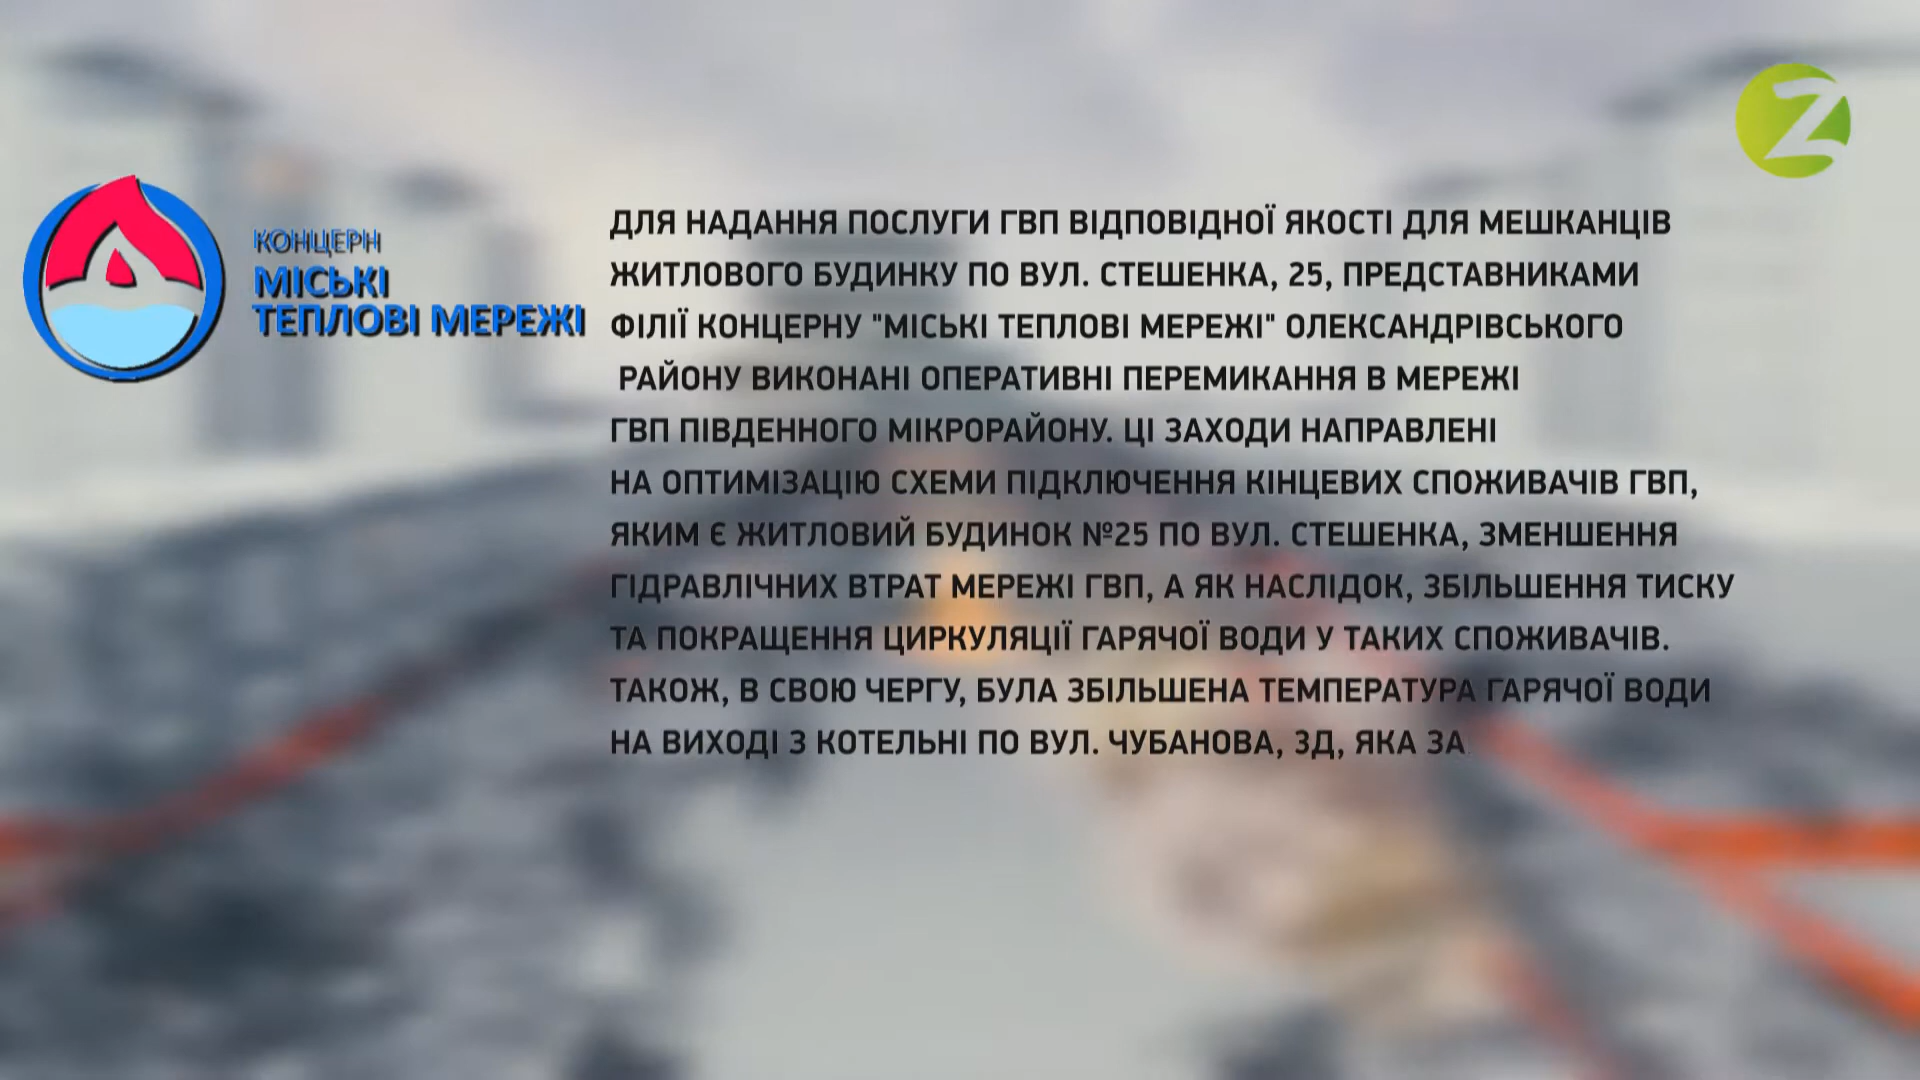 КОНЦЕРН
МІСЬКІ
ТЕПЛОВІ МЕРЕЖІ
ДЛЯ НАДАННЯ ПОСЛУГИ ГВП ВІДПОВІДНОЇ ЯКОСТІ ДЛЯ МЕШКАНЦІВ
ЖИТЛОВОГО БУДИНКУ ПО ВУЛ. СТЕШЕНКА, 25, ПРЕДСТАВНИКАМИ
ФІЛІЇ КОНЦЕРНУ "МІСЬКІ ТЕПЛОВІ МЕРЕЖІ" ОЛЕКСАНДРІВСЬКОГО
РАЙОНУ ВИКОНАНІ ОПЕРАТИВНІ ПЕРЕМИКАННЯ В МЕРЕЖІ
ГВП ПІВДЕННОГО МІКРОРАЙОНУ. ЦІ ЗАХОДИ НАПРАВЛЕНІ
НА ОПТИМІЗАЦІЮ СХЕМИ ПІДКЛЮЧЕННЯ КІНЦЕВИХ СПОЖИВАЧІВ ГВП,
ЯКИМ Є ЖИТЛОВИЙ БУДИНОК №25 ПО ВУЛ. СТЕШЕНКА, ЗМЕНШЕННЯ
ГІДРАВЛІЧНИХ ВТРАТ МЕРЕЖІ ГВП, А ЯК НАСЛІДОК, ЗБІЛЬШЕННЯ ТИСКУ
ТА ПОКРАЩЕННЯ ЦИРКУЛЯЦІЇ ГАРЯЧОЇ ВОДИ У ТАКИХ СПОЖИВАЧІВ.
ТАКОЖ, В СВОЮ ЧЕРГУ, БУЛА ЗБІЛЬШЕНА ТЕМПЕРАТУРА ГАРЯЧОЇ ВОДИ
НА ВИХОДІ З КОТЕЛЬНІ ПО ВУЛ. ЧУБАНОВА, 3Д, ЯКА ЗА